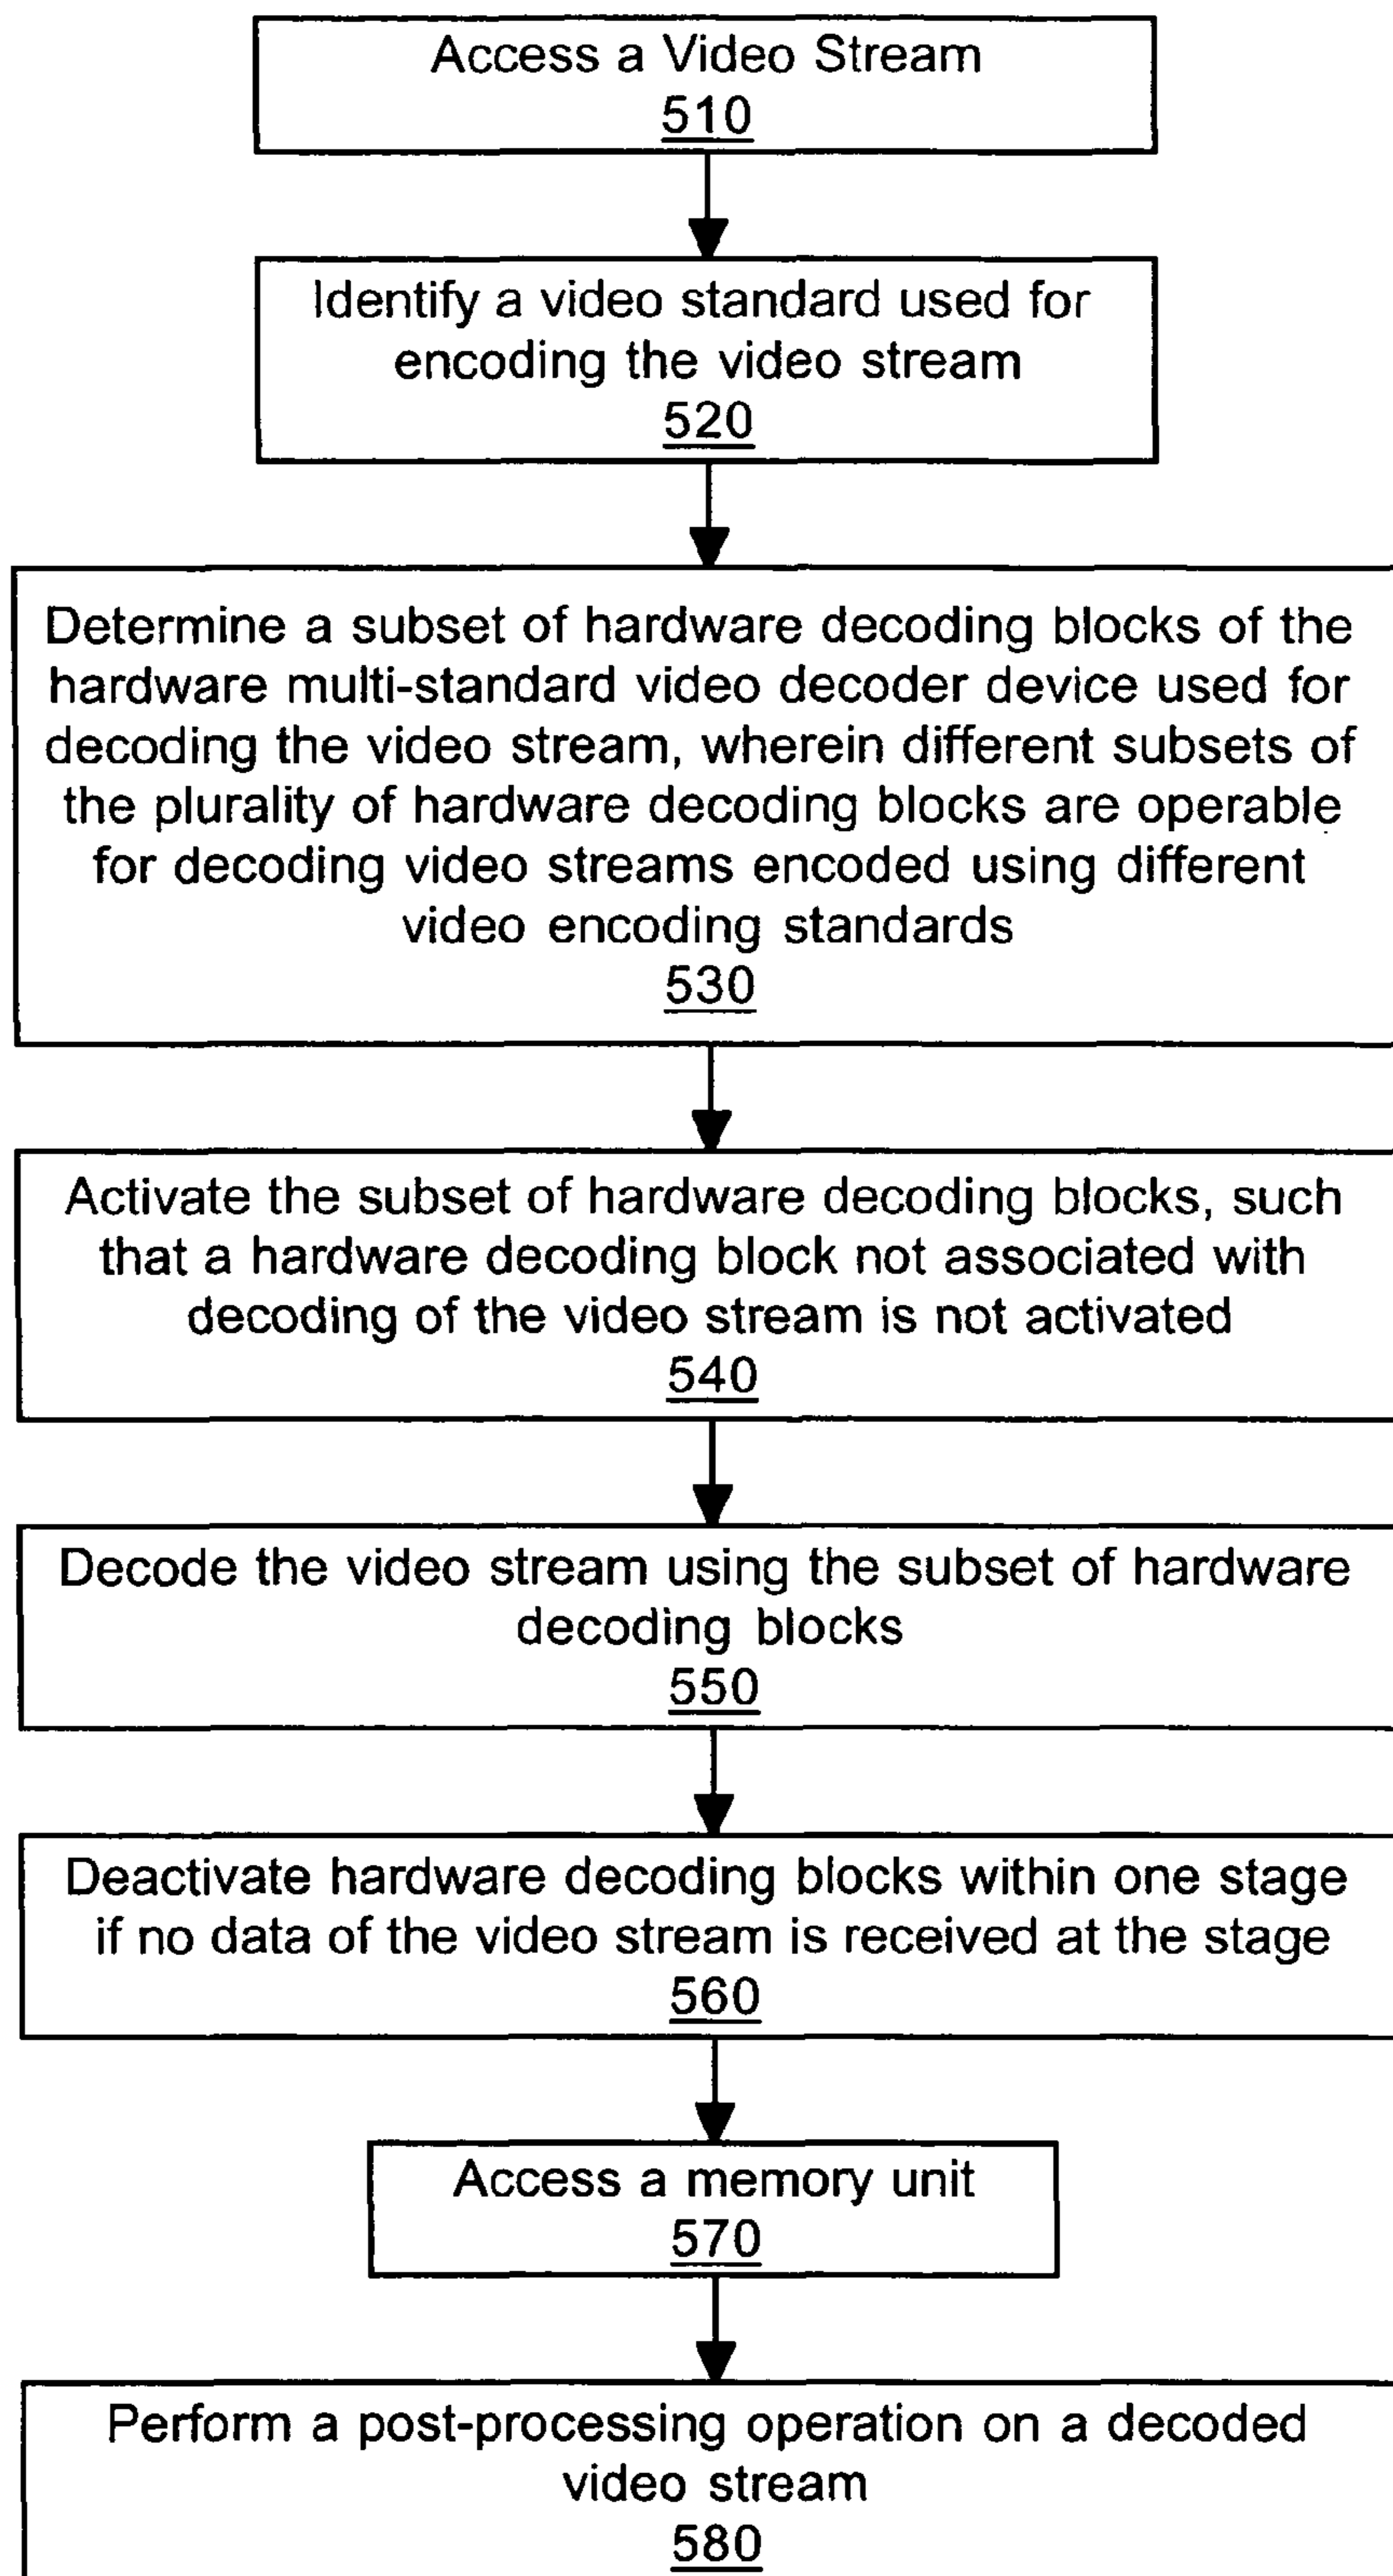 Access a Video Stream
510
Identify a video standard used for
encoding the video stream
520
Determine a subset of hardware decoding blocks of the
hardware multi-standard video decoder device used for
decoding the video stream, wherein different subsets of
the plurality of hardware decoding blocks are operable
for decoding video streams encoded using different
video encoding standards
530
Activate the subset of hardware decoding blocks, such
that a hardware decoding block not associated with
decoding of the video stream is not activated
540
Decode the video stream using the subset of hardware
decoding blocks
550
Deactivate hardware decoding blocks within one stage
if no data of the video stream is received at the stage
560
Access a memory unit
570
Perform a post-processing operation on a decoded
video stream
580